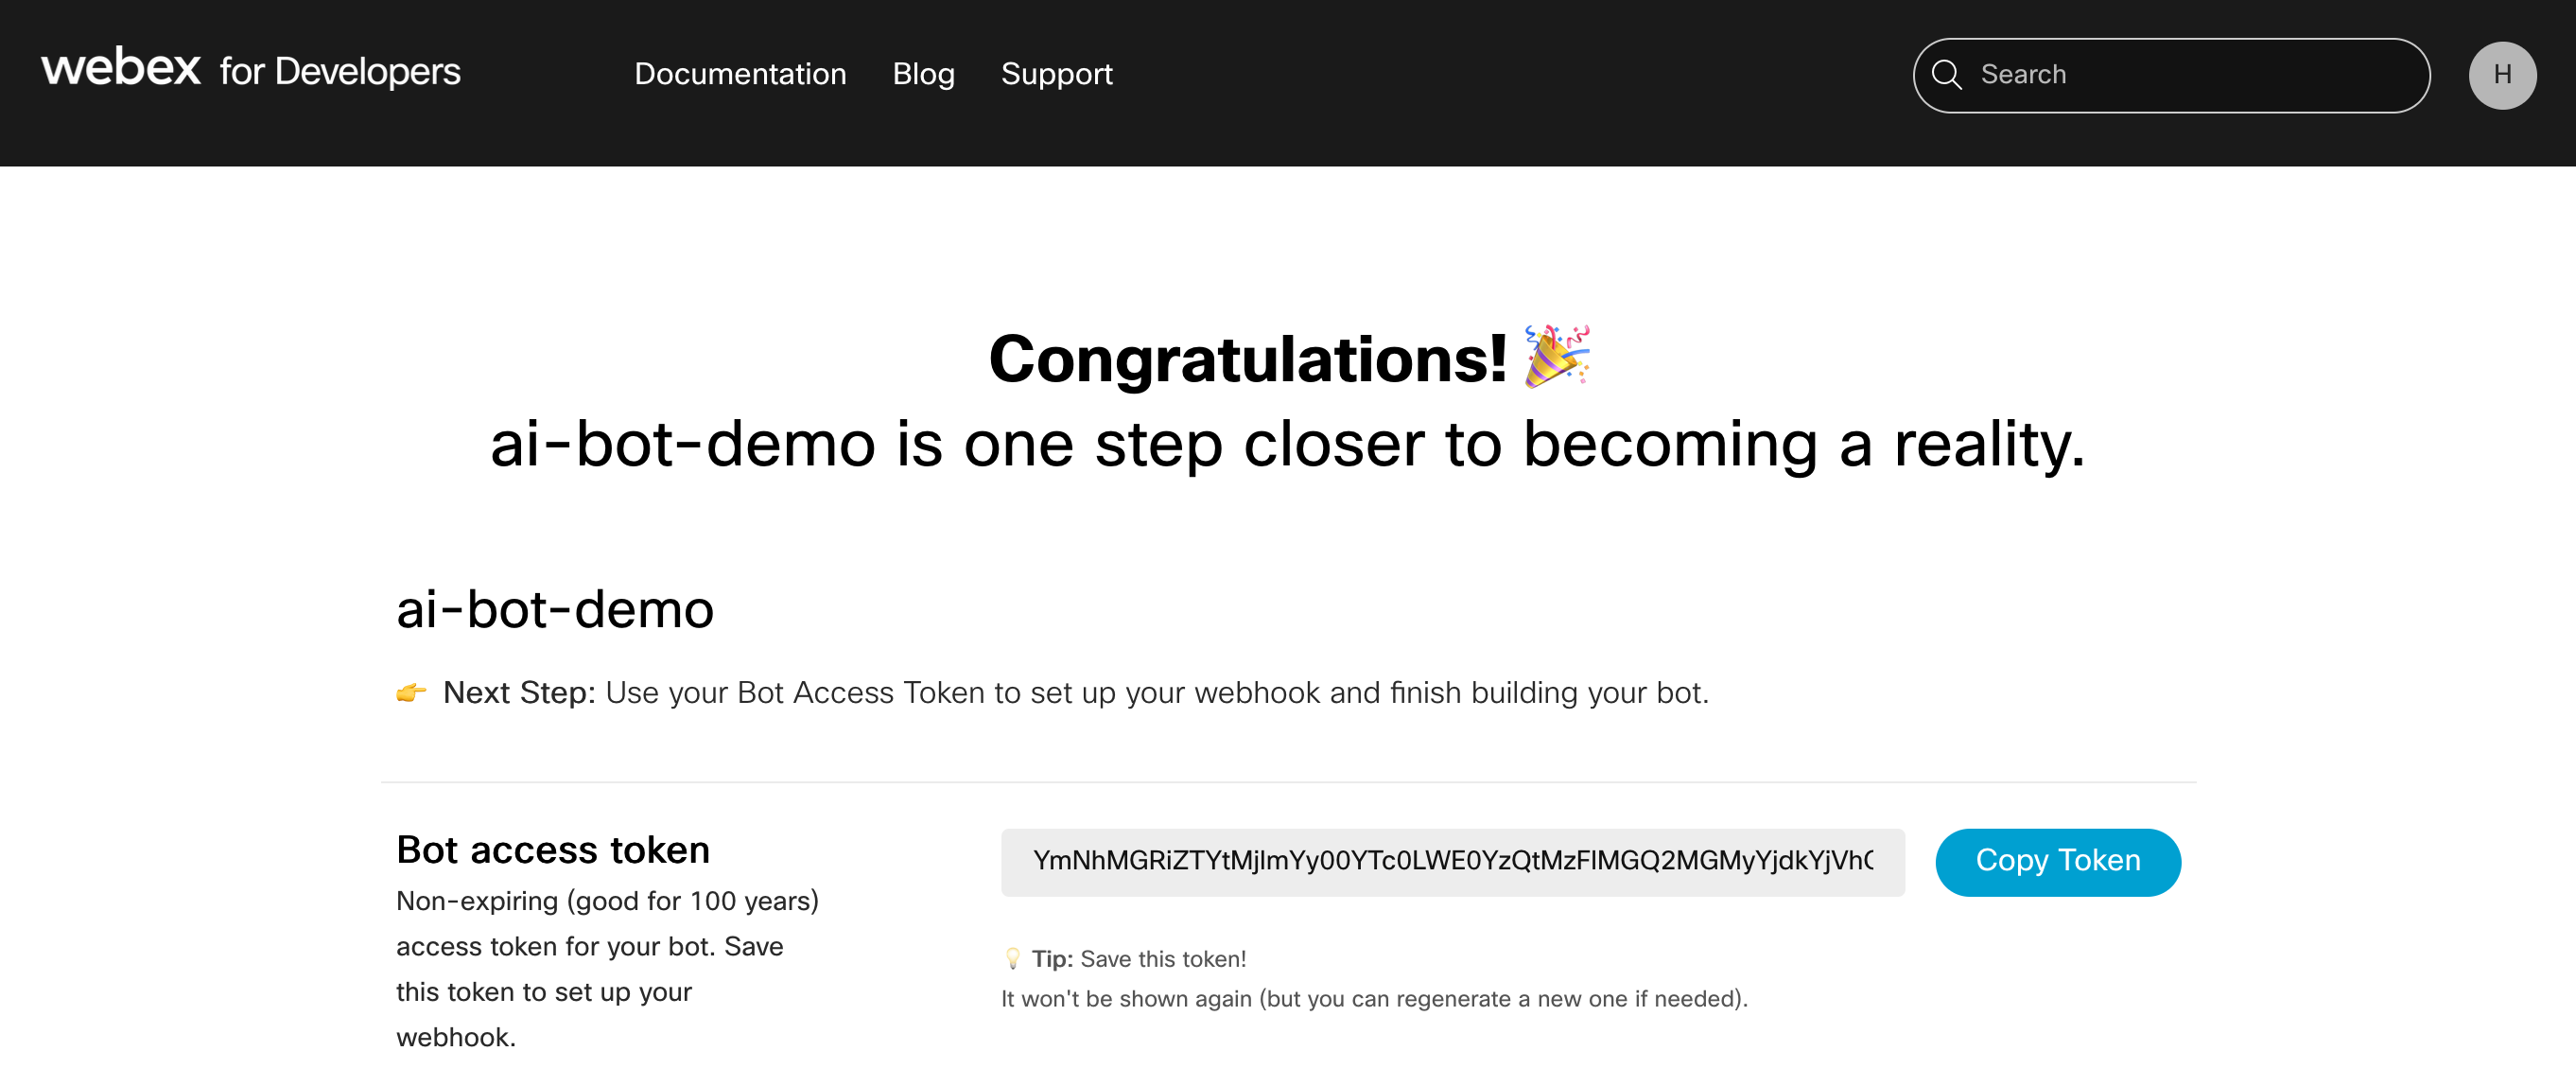 webex for Developers
Documentation
Blog
Support
Search
H
Congratulations! 🎉
ai-bot-demo is one step closer to becoming a reality.
ai-bot-demo
👉 Next Step: Use your Bot Access Token to set up your webhook and finish building your bot.
Bot access token
Non-expiring (good for 100 years)
access token for your bot. Save
this token to set up your
webhook.
Copy Token
💡 Tip: Save this token!
It won't be shown again (but you can regenerate a new one if needed).